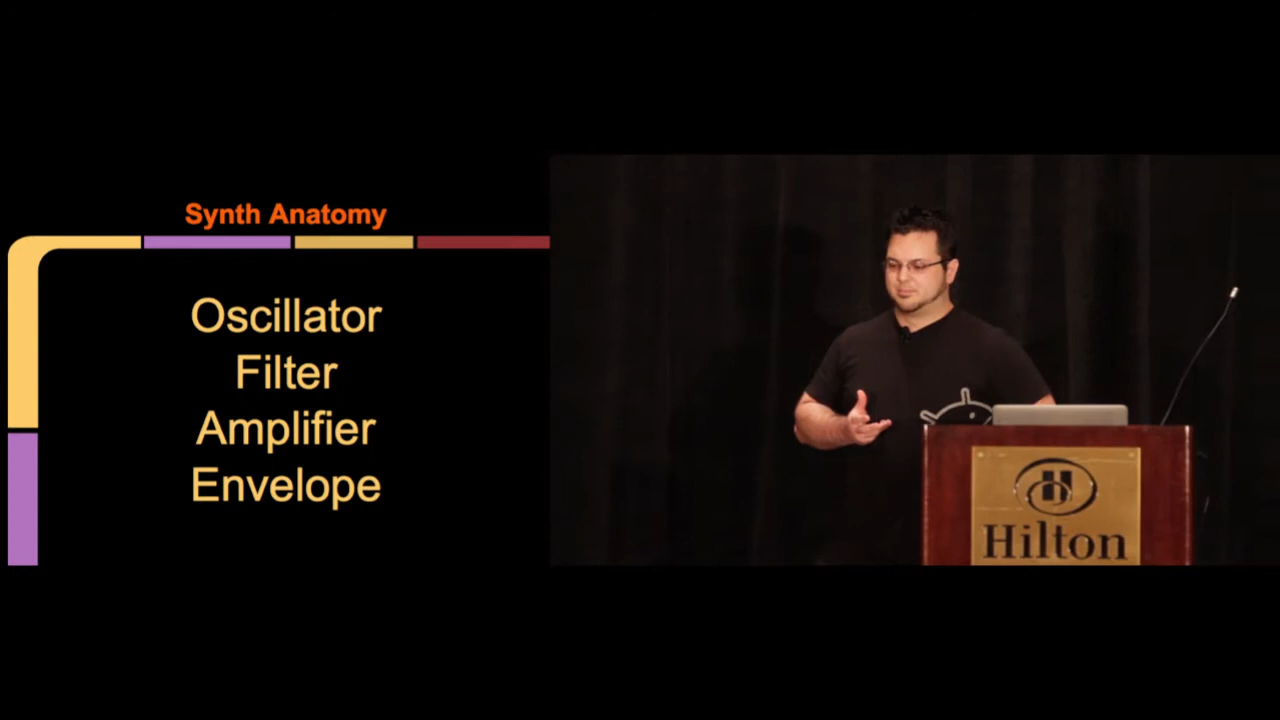 Synth Anatomy
Oscillator
Filter
Amplifier
Envelope
Hilton